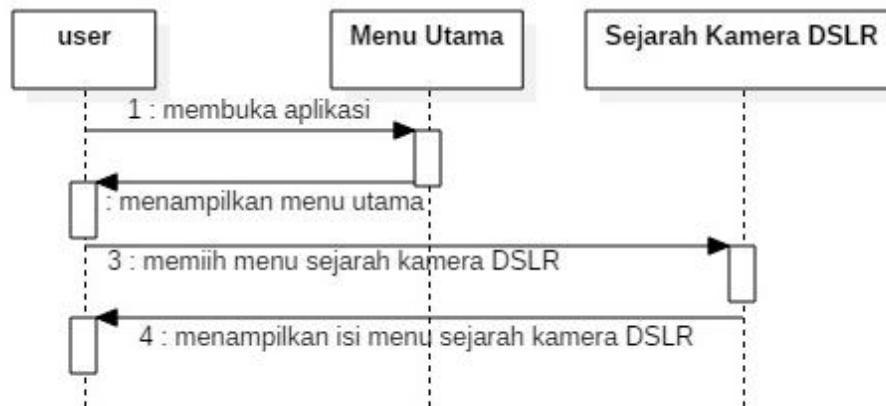 user
Menu Utama
Sejarah Kamera DSLR
1 : membuka aplikasi
: menampilkan menu utama
3 : memiih menu sejarah kamera DSLR
4 : menampilkan isi menu sejarah kamera DSLR